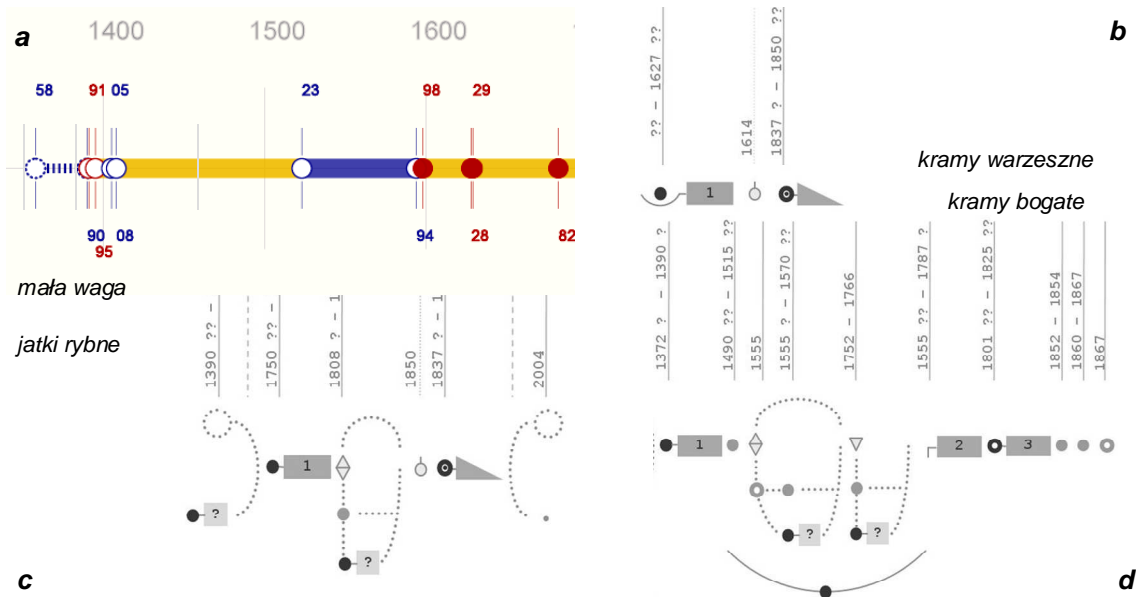 a
1400
1500
1600
58
91
05
23
98
29
90
08
95
94
28
82
mała waga
jatki rybne
b
?? – 1627 ??
1614
1837 ? – 1850 ??
1
kramy warzeszne
kramy bogate
1390 ?? –
1750 ?? –
1808 ? – 1
1850
1837 ? – 1
2004
1
?
?
c
1372 ? – 1390 ?
1490 ?? – 1515 ??
1555
1555 ? – 1570 ??
1752 – 1766
1555 ?? – 1787 ?
1801 ?? – 1825 ??
1852 – 1854
1860 – 1867
1867
1
2
3
?
?
d